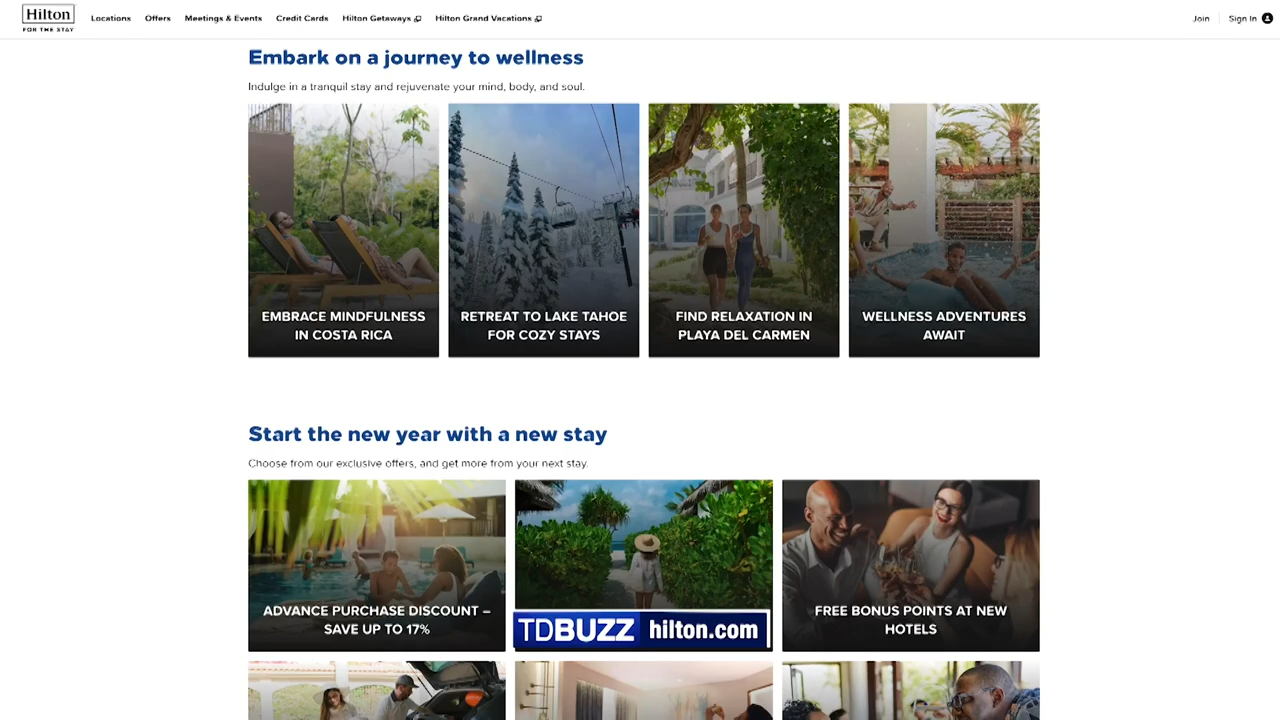 Hilton
FOR THE STAY
Locations
Offers
Meetings & Events
Credit Cards
Hilton Getaways
Hilton Grand Vacations
Join
Sign In
Embark on a journey to wellness
Indulge in a tranquil stay and rejuvenate your mind, body, and soul.
EMBRACE MINDFULNESS
IN COSTA RICA
RETREAT TO LAKE TAHOE
FOR COZY STAYS
FIND RELAXATION IN
PLAYA DEL CARMEN
WELLNESS ADVENTURES
AWAIT
Start the new year with a new stay
Choose from our exclusive offers, and get more from your next stay.
ADVANCE PURCHASE DISCOUNT –
SAVE UP TO 17%
TDBUZZ hilton.com
FREE BONUS POINTS AT NEW
HOTELS